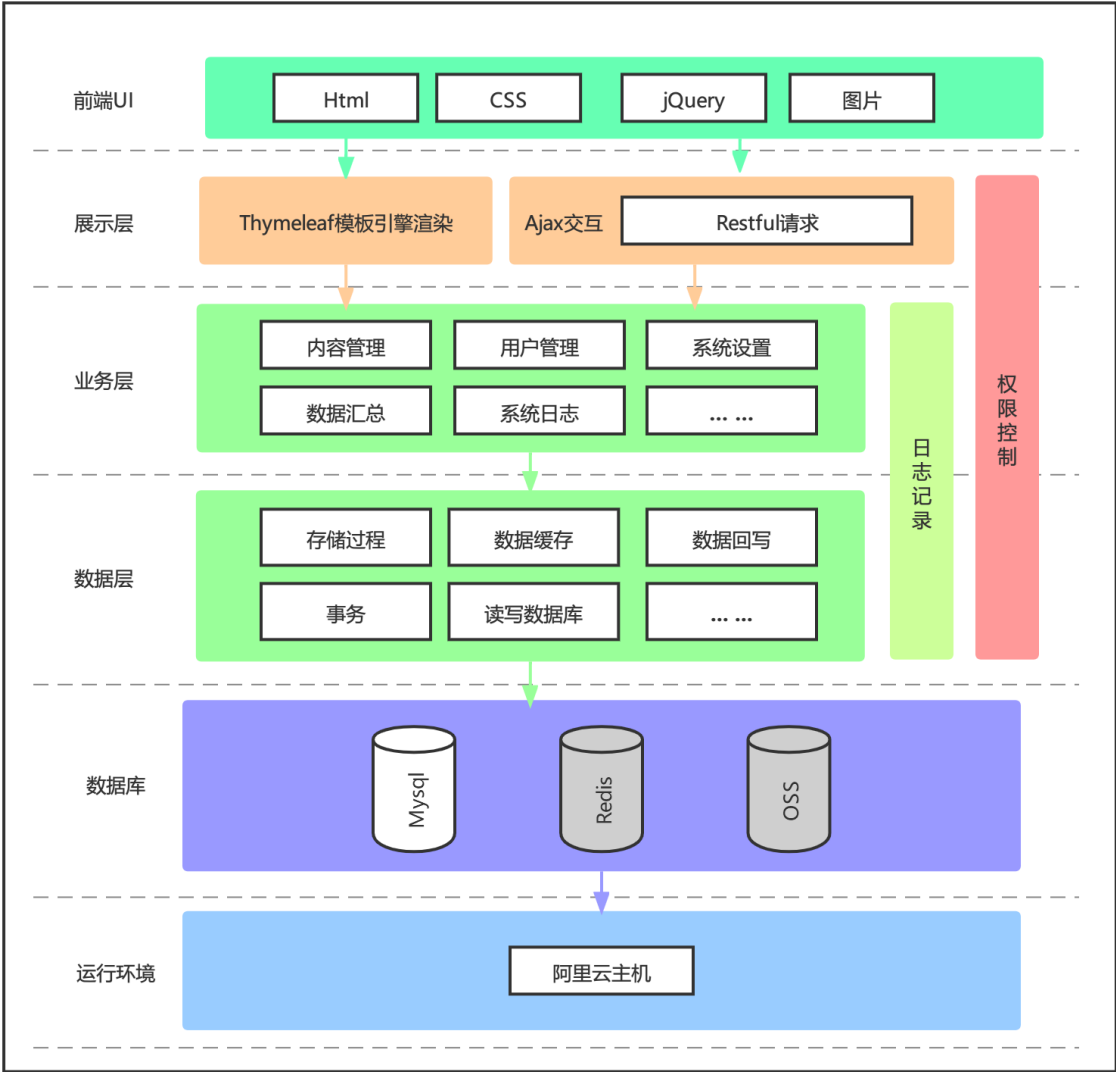 前端UI
Html
CSS
jQuery
图片
展示层
Thymeleaf模板引擎渲染
Ajax交互
Restful请求
业务层
内容管理
用户管理
系统设置
数据汇总
系统日志
... ...
日志记录
权限控制
数据层
存储过程
数据缓存
数据回写
事务
读写数据库
... ...
数据库
Mysql
Redis
OSS
运行环境
阿里云主机